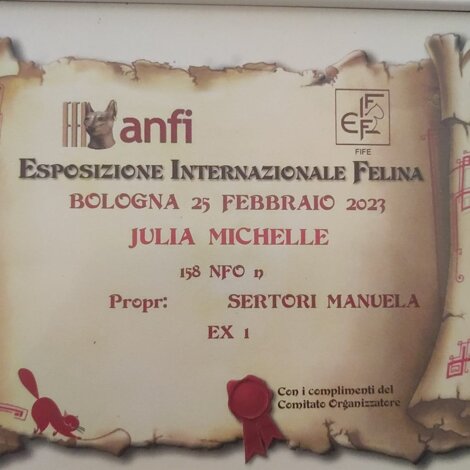 anfi
FIFE
FIFE
ESPOSIZIONE INTERNAZIONALE FELINA
BOLOGNA 25 FEBBRAIO 2023
JULIA MICHELLE
158 NFO n
PROPR: SERTORI MANUELA
EX 1
Con i complimenti del
Comitato Organizzatore